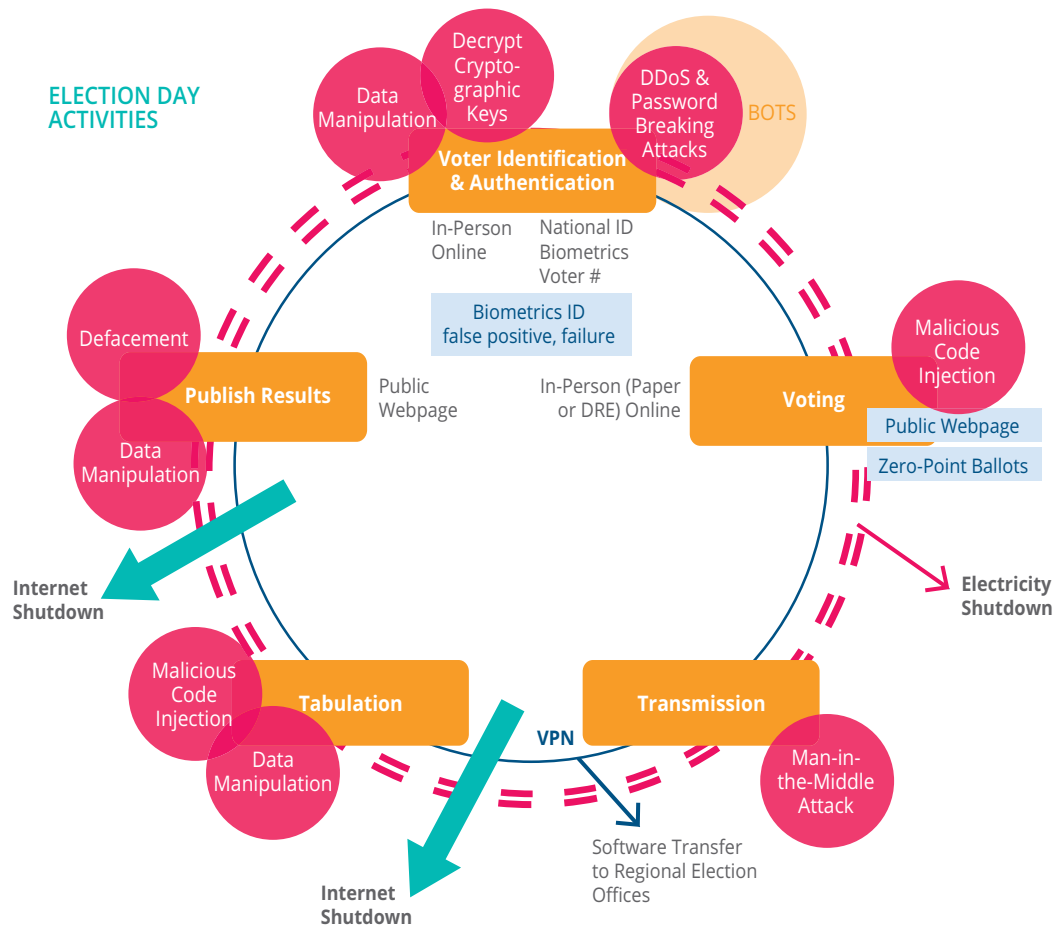 ELECTION DAY
ACTIVITIES
Data
Manipulation
Decrypt
Crypto-
graphic
Keys
DDoS &
Password
Breaking
Attacks
BOTS
Voter Identification
& Authentication
In-Person
Online
National ID
Biometrics
Voter #
Biometrics ID
false positive, failure
Defacement
Publish Results
Data
Manipulation
Public
Webpage
In-Person (Paper
or DRE) Online
Voting
Malicious
Code
Injection
Public Webpage
Zero-Point Ballots
Internet
Shutdown
Electricity
Shutdown
Malicious
Code
Injection
Tabulation
Data
Manipulation
VPN
Transmission
Man-in-
the-Middle
Attack
Software Transfer
to Regional Election
Offices
Internet
Shutdown